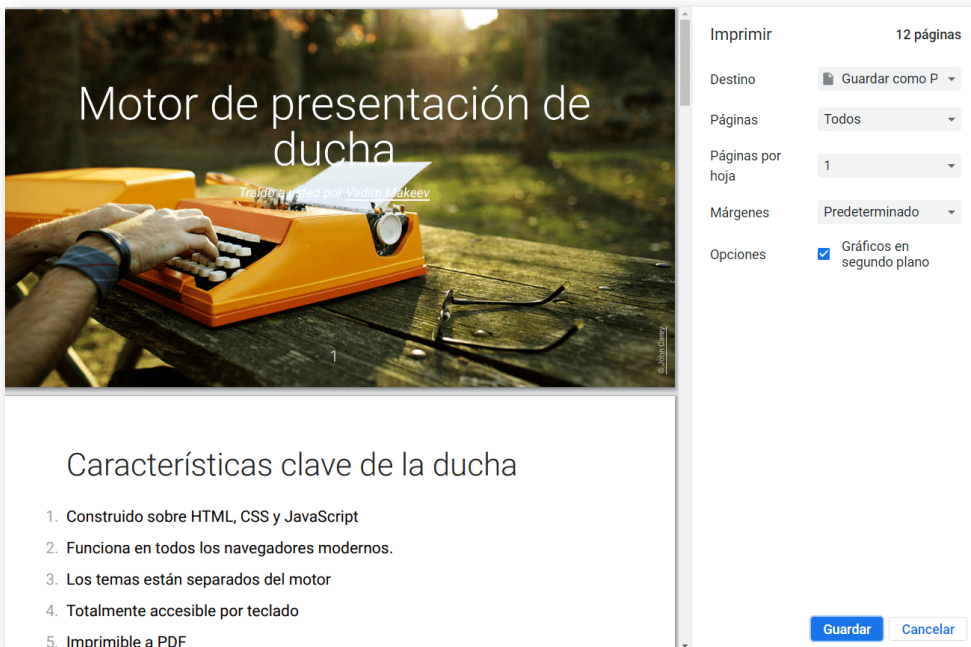 Motor de presentación de
ducha
Traído a usted por Vadim Makeev
1
© John Carey
Características clave de la ducha
1. Construido sobre HTML, CSS y JavaScript
2. Funciona en todos los navegadores modernos.
3. Los temas están separados del motor
4. Totalmente accesible por teclado
5. Imprimible a PDF
Imprimir 12 páginas
Destino Guardar como P
Páginas Todos
Páginas por
hoja 1
Márgenes Predeterminado
Opciones Gráficos en
segundo plano
Guardar Cancelar